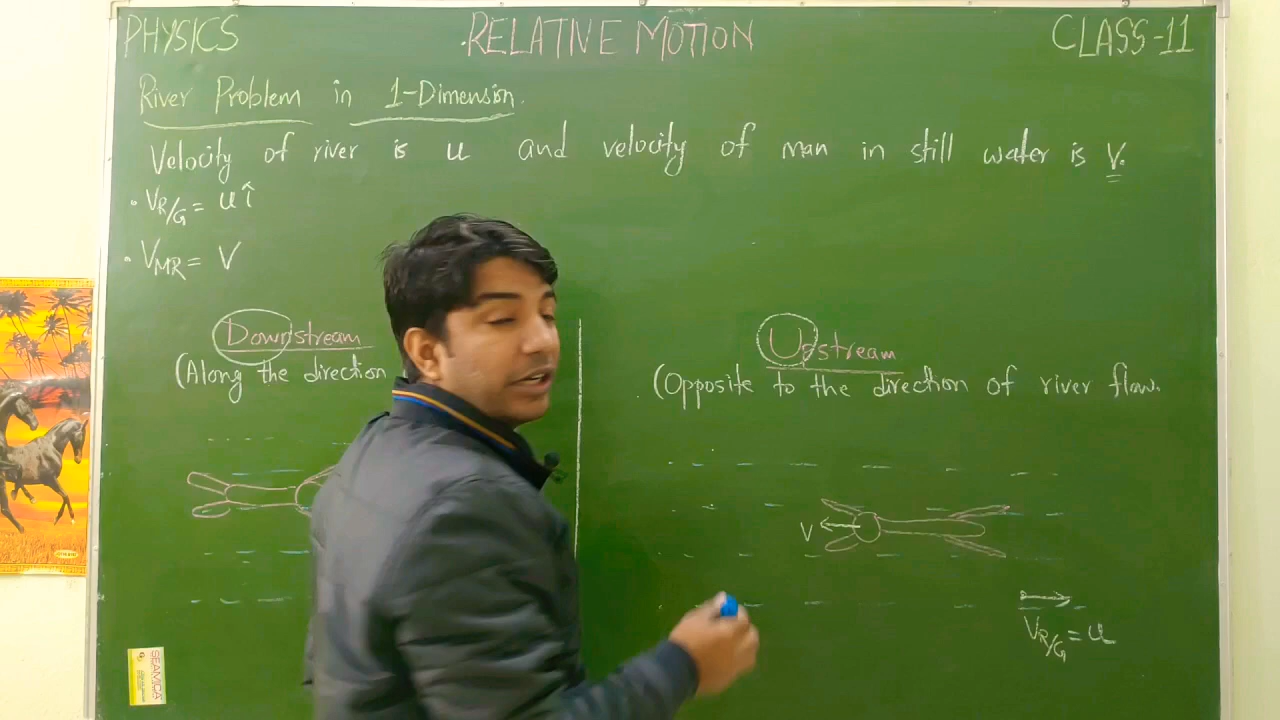 PHYSICS
RELATIVE MOTION
CLASS-11
River Problem in 1-Dimension.
Velocity of river is u and velocity of man in still water is V.
• V_R/G = u î
• V_MR = V
Downstream
(Along the direction
Upstream
(Opposite to the direction of river flow.
V
V_R/G = u
SEAMICA